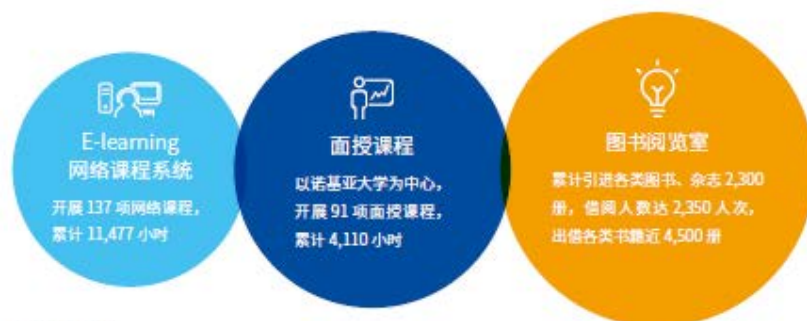 E-learning
网络课程系统
开展 137 项网络课程，
累计 11,477 小时
面授课程
以诺基亚大学为中心，
开展 91 项面授课程，
累计 4,110 小时
图书阅览室
累计引进各类图书、杂志 2,300
册，借阅人数达 2,350 人次，
出借各类书籍近 4,500 册